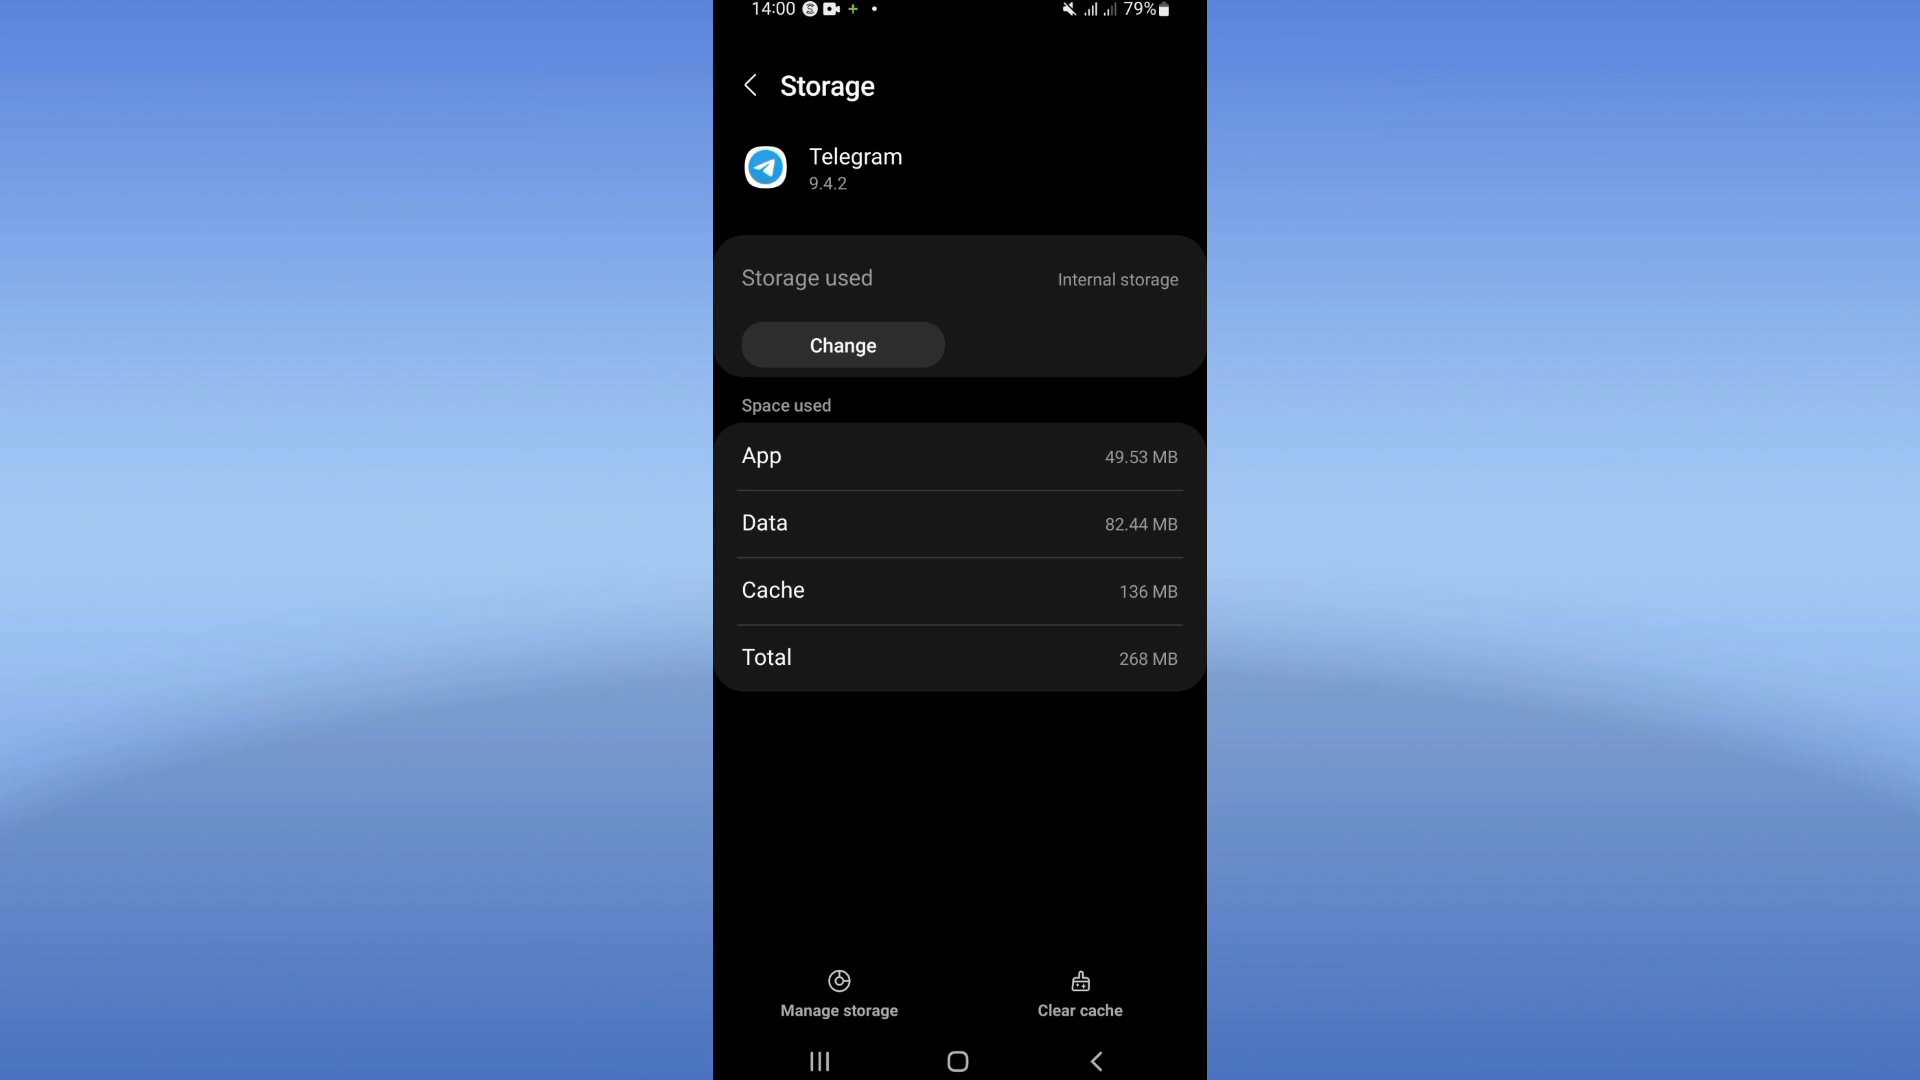 14:00 79%
Storage
Telegram
9.4.2
Storage used Internal storage
Change
Space used
App 49.53 MB
Data 82.44 MB
Cache 136 MB
Total 268 MB
Manage storage Clear cache